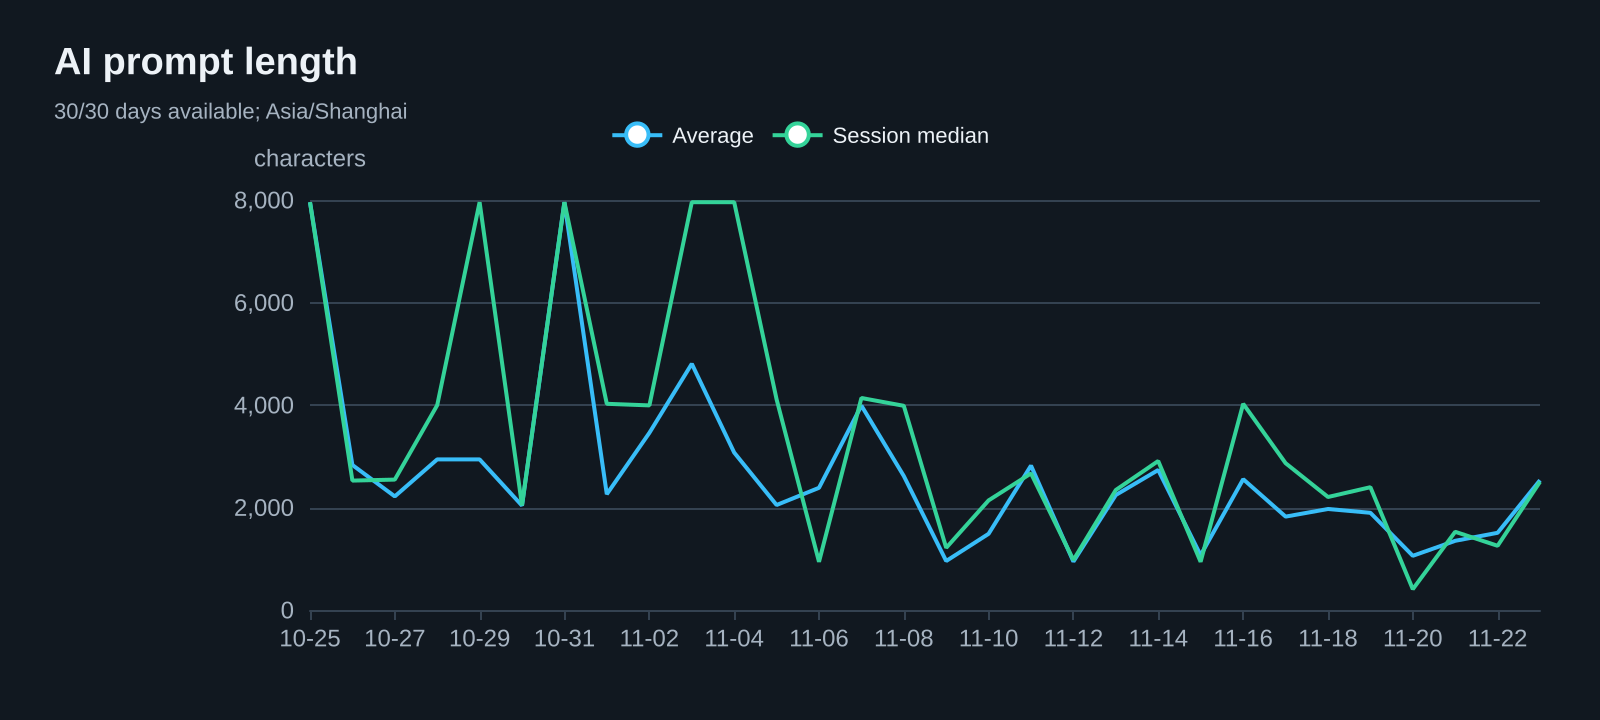 AI prompt length
30/30 days available; Asia/Shanghai
Average
Session median
characters
8,000
6,000
4,000
2,000
0
10-25 10-27 10-29 10-31 11-02 11-04 11-06 11-08 11-10 11-12 11-14 11-16 11-18 11-20 11-22